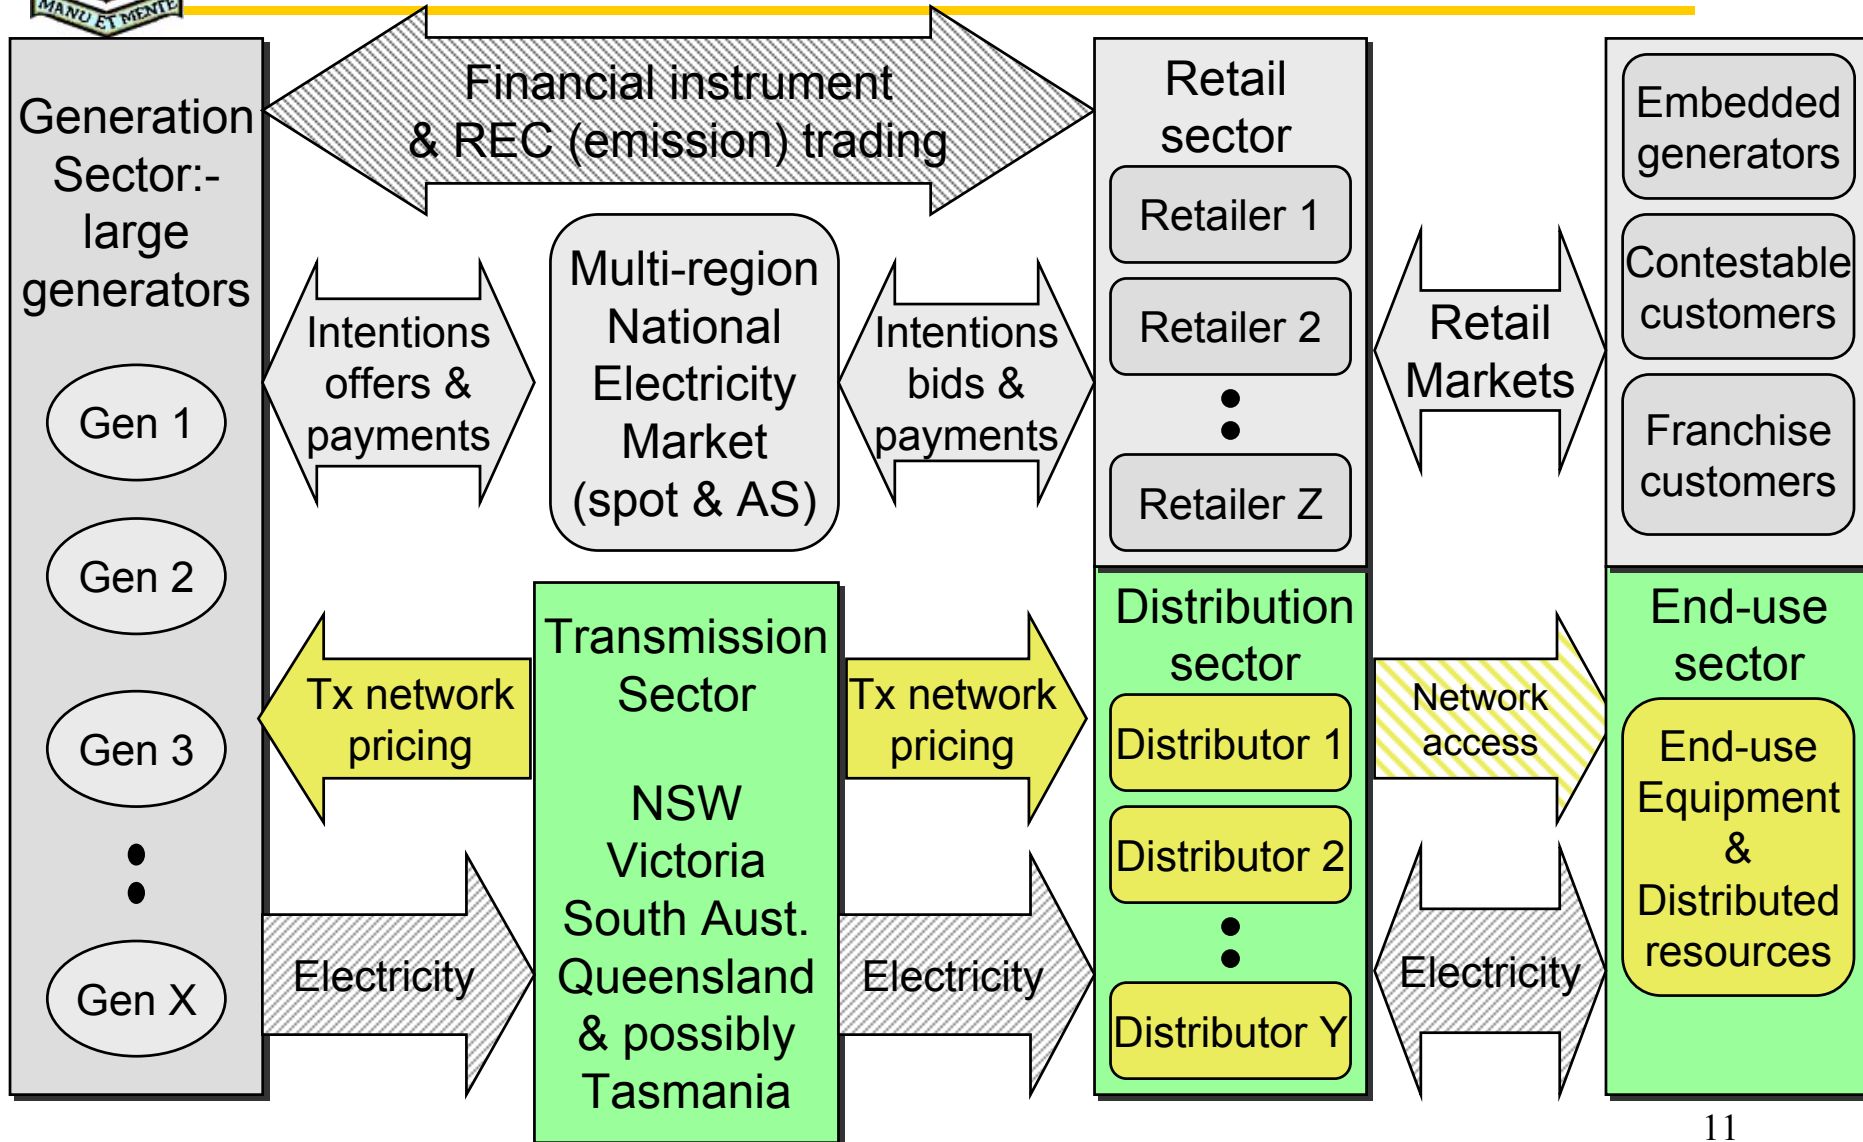 MANU ET MENTE
Generation
Sector:-
large
generators
Gen 1
Gen 2
Gen 3
Gen X
Financial instrument
& REC (emission) trading
Intentions
offers &
payments
Multi-region
National
Electricity
Market
(spot & AS)
Intentions
bids &
payments
Tx network
pricing
Transmission
Sector
NSW
Victoria
South Aust.
Queensland
& possibly
Tasmania
Tx network
pricing
Electricity
Electricity
Retail
sector
Retailer 1
Retailer 2
Retailer Z
Distribution
sector
Distributor 1
Distributor 2
Distributor Y
Retail
Markets
Network
access
Electricity
Embedded
generators
Contestable
customers
Franchise
customers
End-use
sector
End-use
Equipment
&
Distributed
resources
11